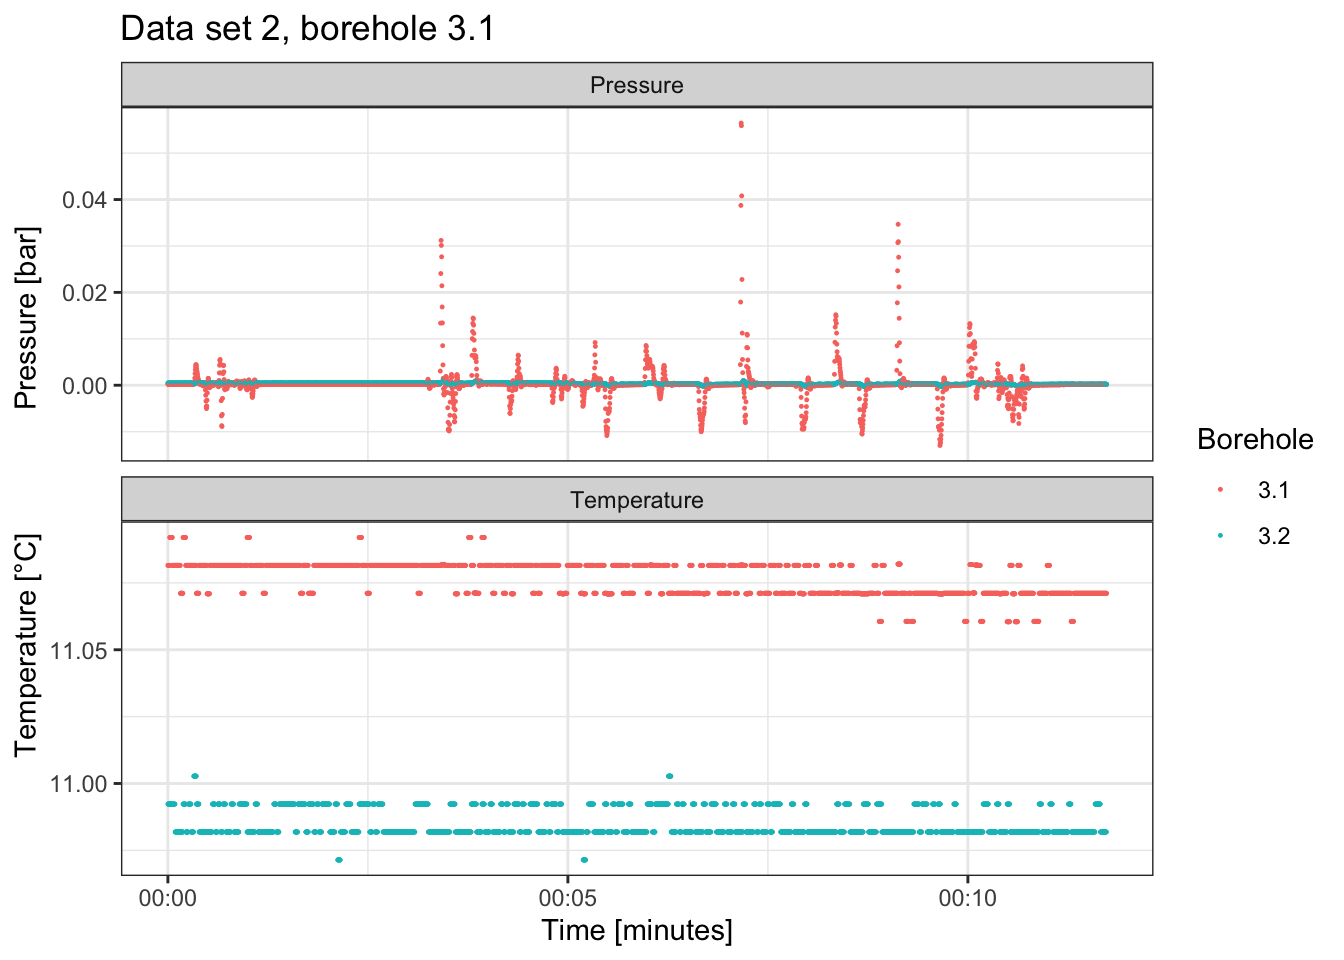 Data set 2, borehole 3.1
Pressure
Pressure [bar]
0.04
0.02
0.00
Temperature
Temperature [°C]
11.05
11.00
00:00
00:05
00:10
Time [minutes]
Borehole
3.1
3.2